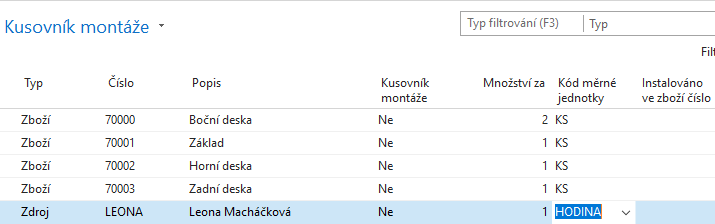 Kusovník montáže
Typ filtrování (F3) Typ
Filt
Typ Číslo Popis Kusovník montáže Množství za Kód měrné jednotky Instalováno ve zboží číslo
Zboží 70000 Boční deska Ne 2 KS
Zboží 70001 Základ Ne 1 KS
Zboží 70002 Horní deska Ne 1 KS
Zboží 70003 Zadní deska Ne 1 KS
Zdroj LEONA Leona Macháčková Ne 1 HODINA